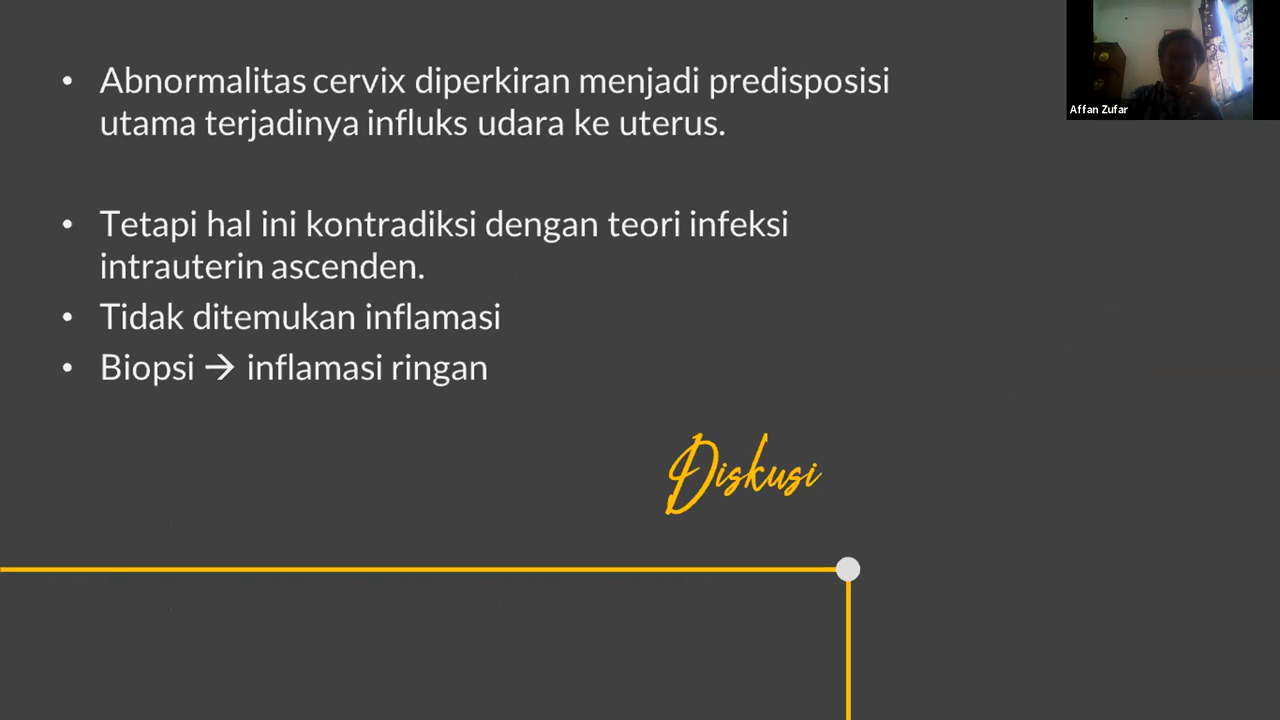 • Abnormalitas cervix diperkiran menjadi predisposisi
utama terjadinya influks udara ke uterus.
• Tetapi hal ini kontradiksi dengan teori infeksi
intrauterin ascenden.
• Tidak ditemukan inflamasi
• Biopsi → inflamasi ringan
Diskusi
Affan Zufar